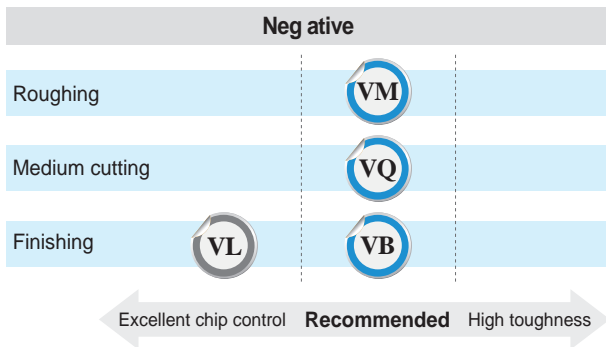 Neg ative
Roughing VM
Medium cutting VQ
Finishing VL VB
Excellent chip control Recommended High toughness